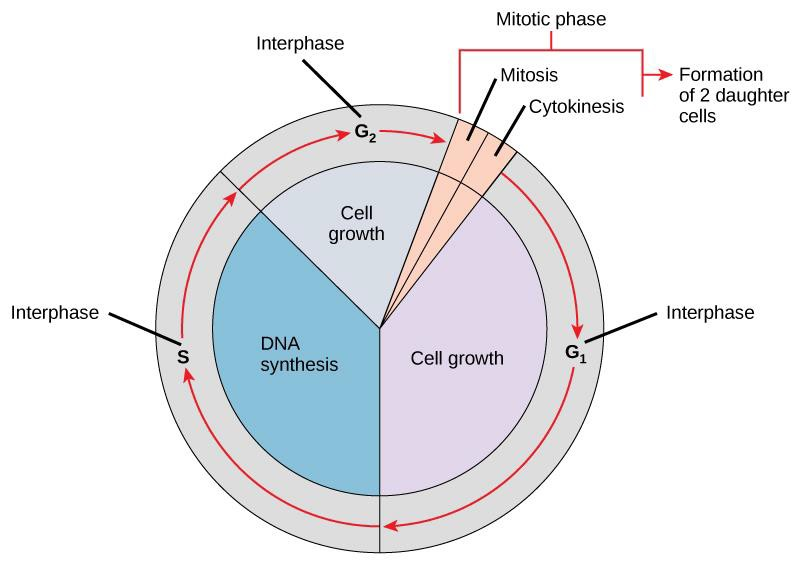 Mitotic phase
Interphase
Mitosis
Formation
of 2 daughter
cells
Cytokinesis
G₂
Cell
growth
Interphase
Interphase
DNA
synthesis
S
Cell growth
G₁